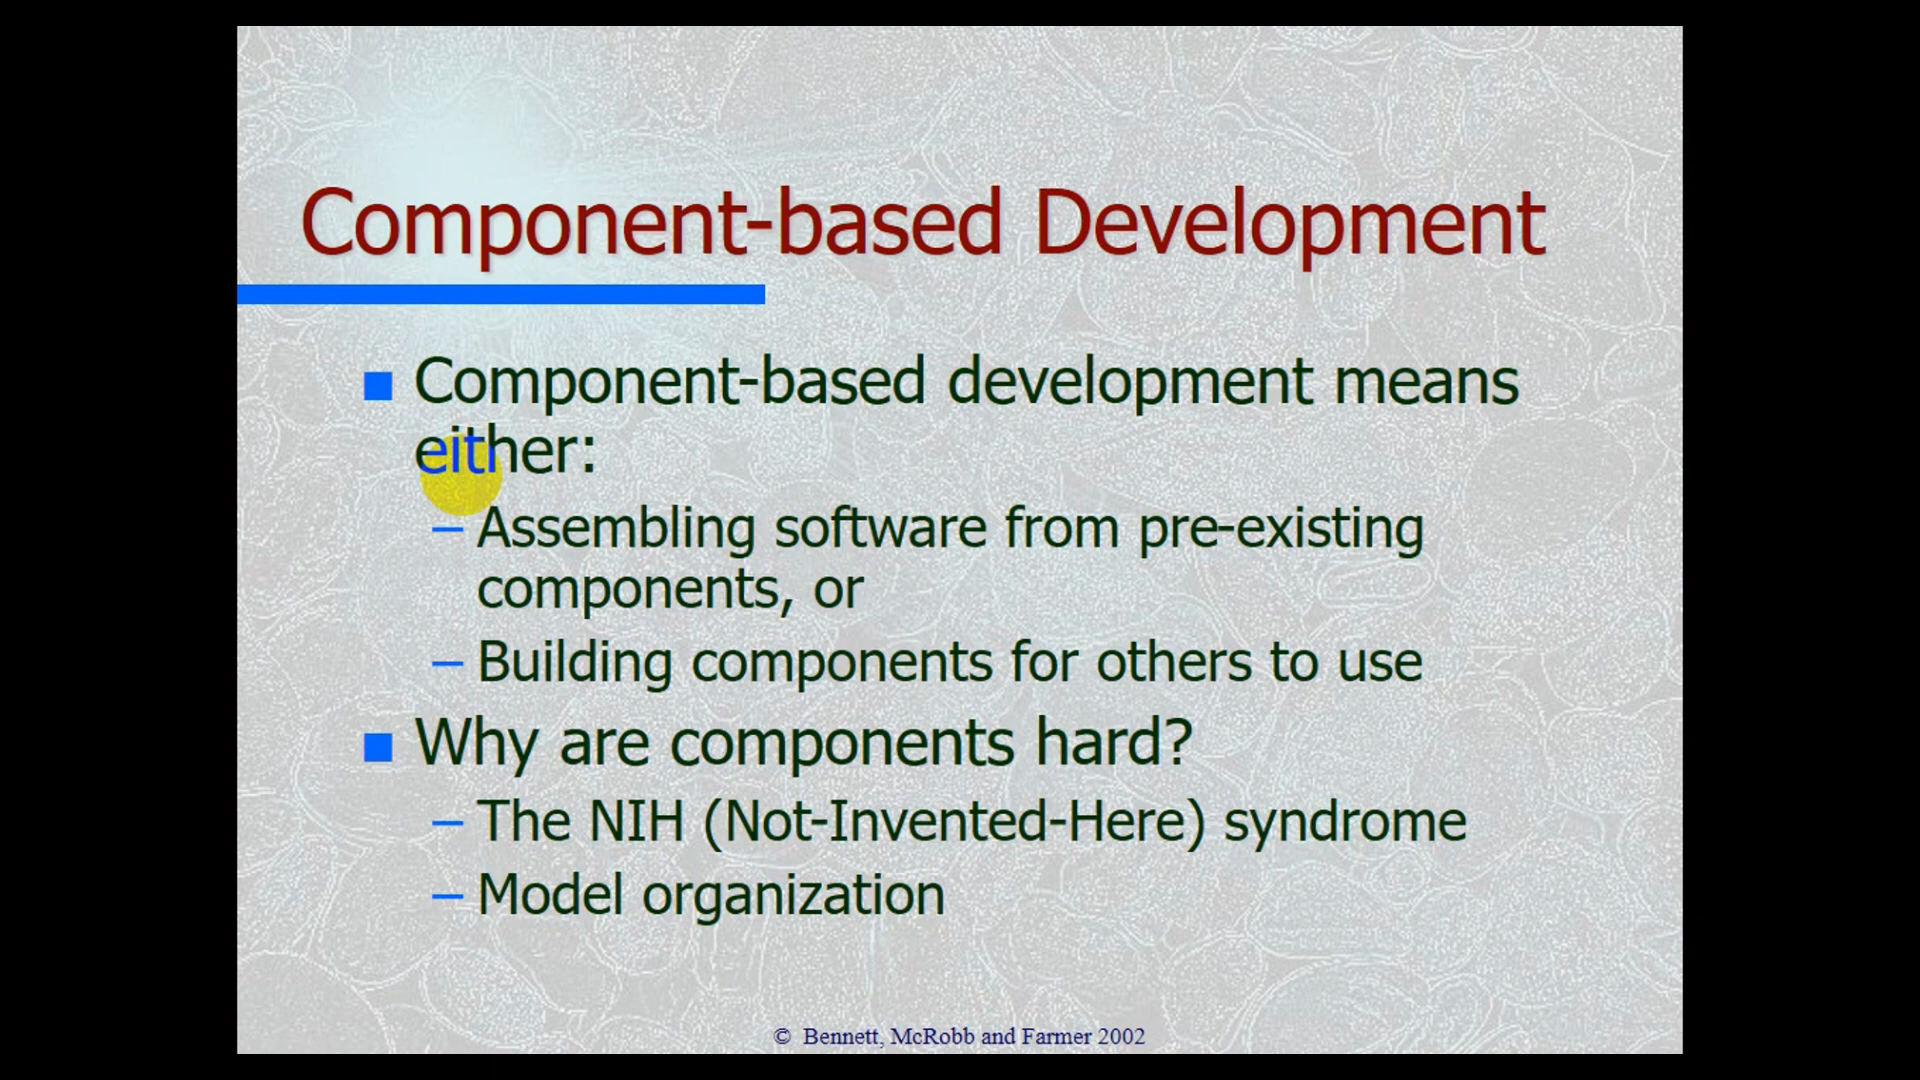 Component-based Development
Component-based development means
either:
– Assembling software from pre-existing
components, or
– Building components for others to use
Why are components hard?
– The NIH (Not-Invented-Here) syndrome
– Model organization
© Bennett, McRobb and Farmer 2002